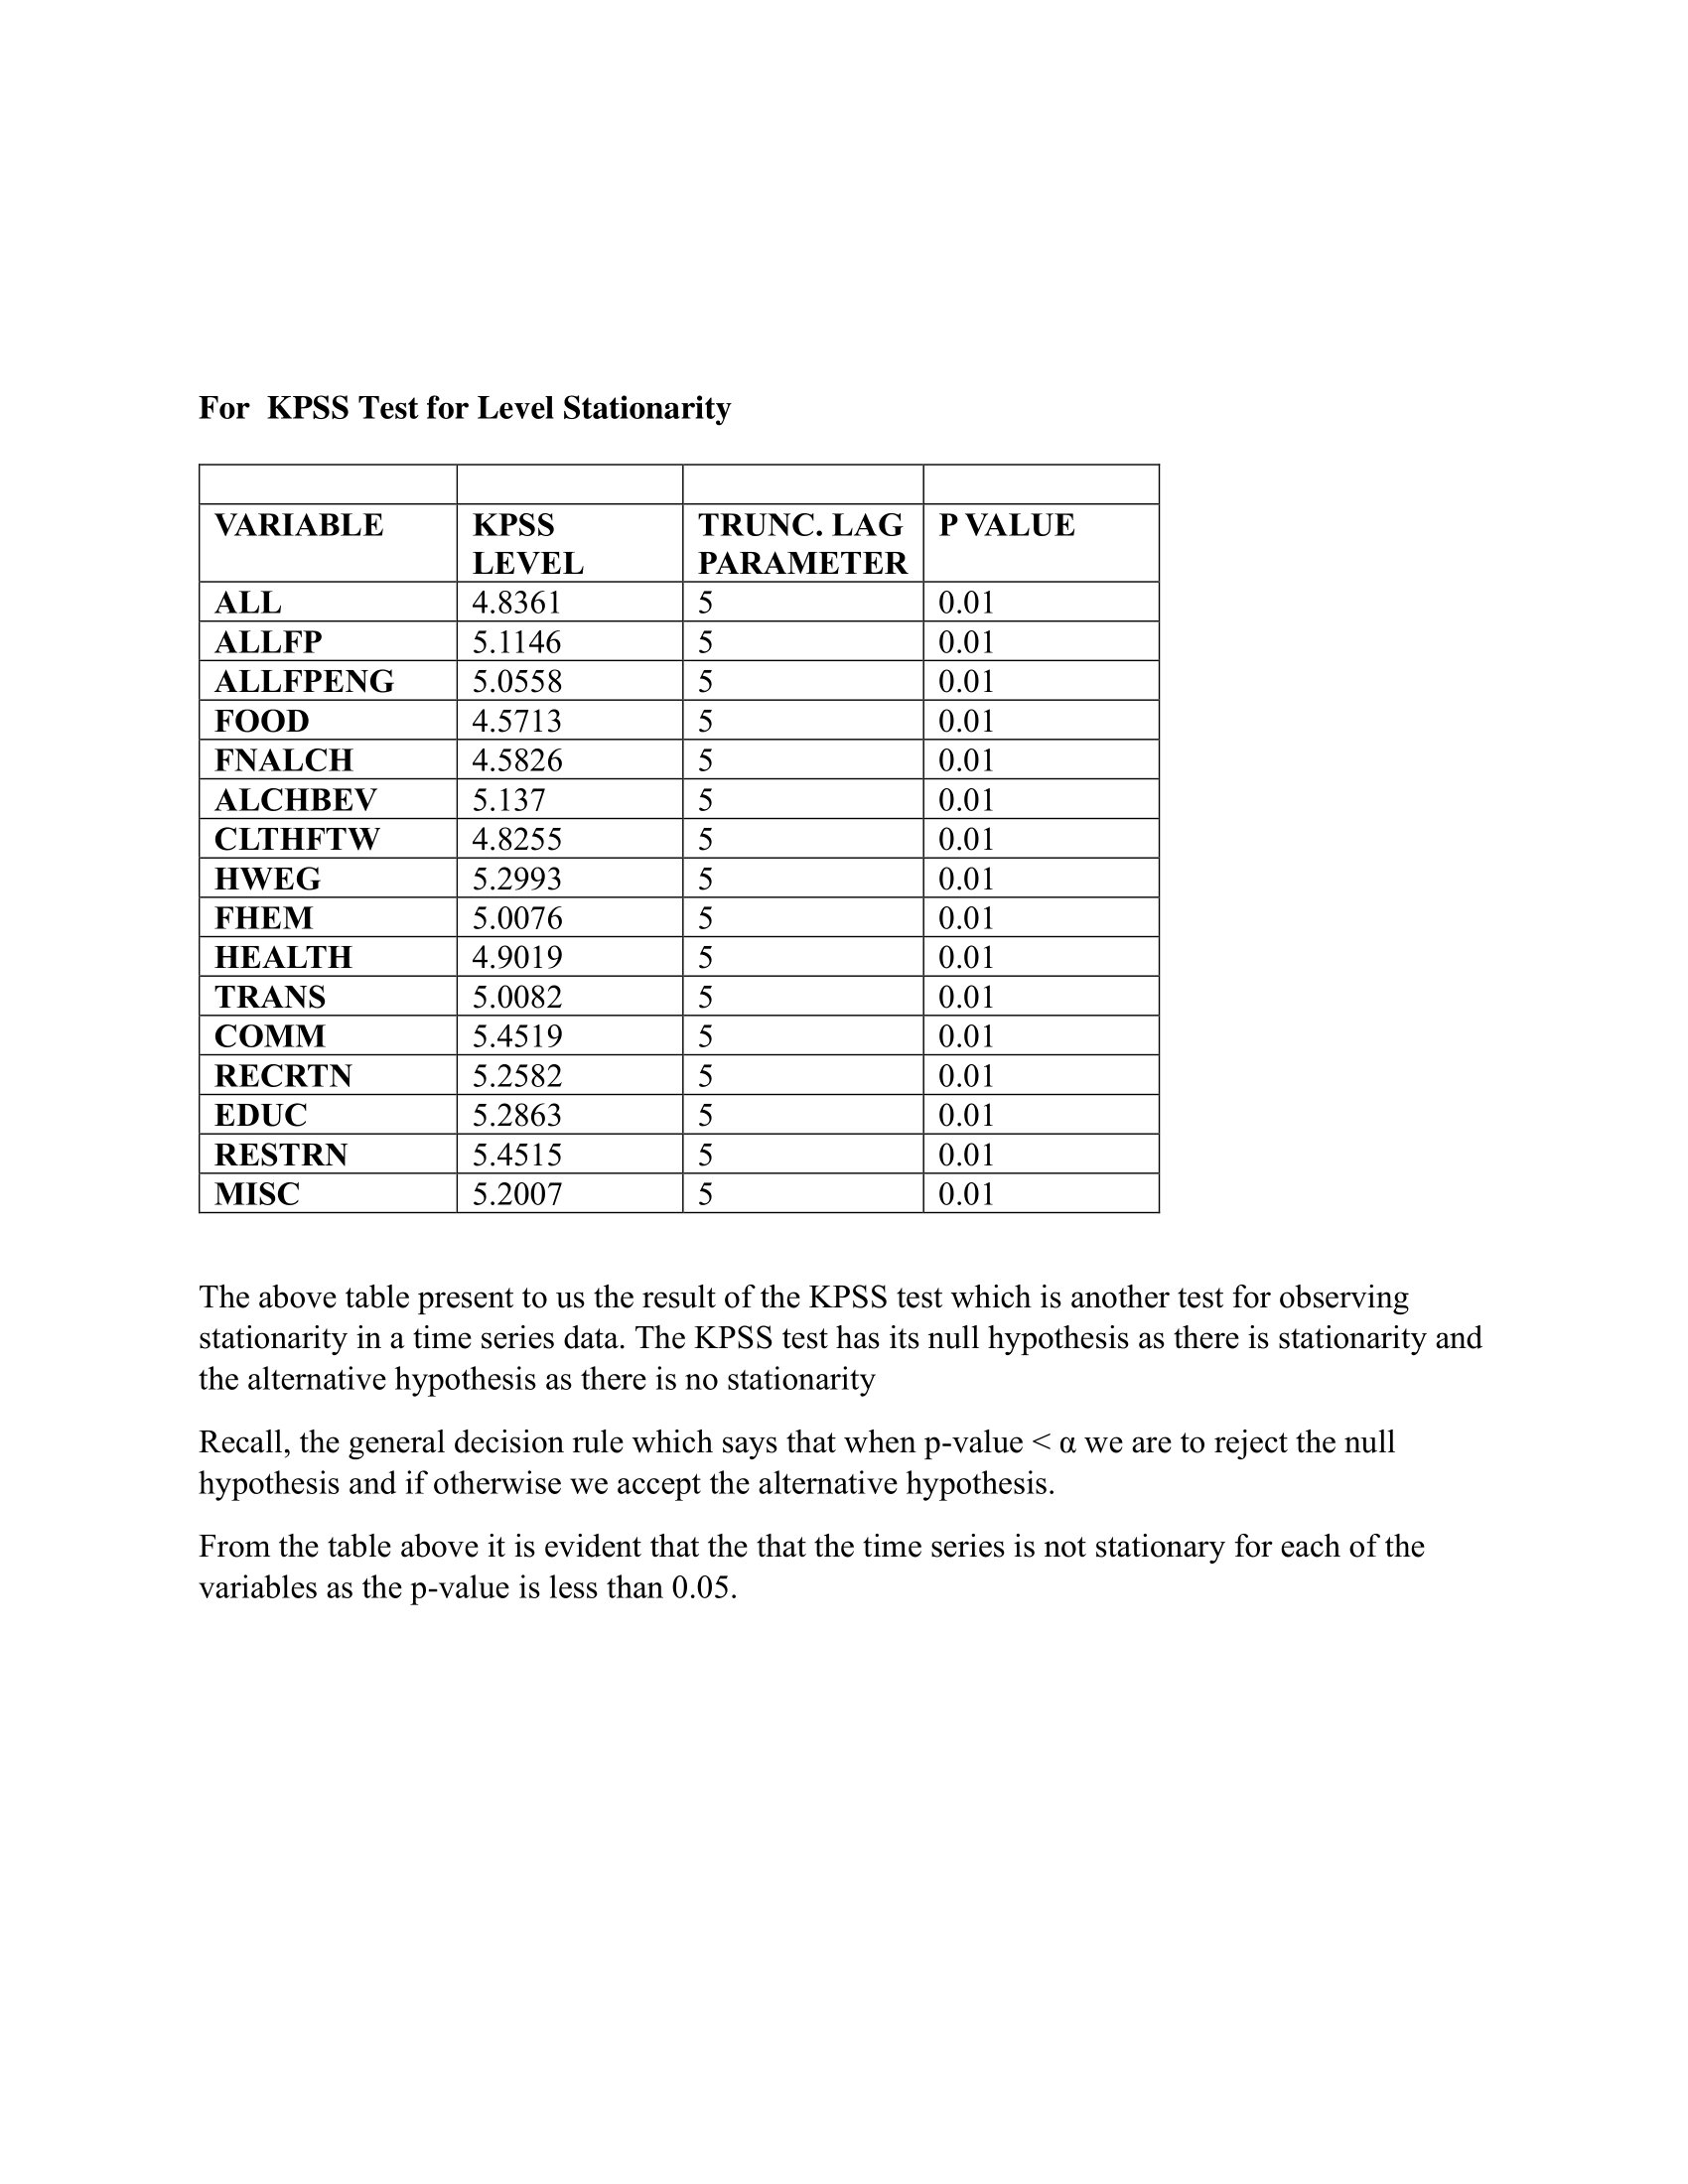 For  KPSS Test for Level Stationarity
VARIABLE KPSS LEVEL TRUNC. LAG PARAMETER P VALUE
ALL 4.8361 5 0.01
ALLFP 5.1146 5 0.01
ALLFPENG 5.0558 5 0.01
FOOD 4.5713 5 0.01
FNALCH 4.5826 5 0.01
ALCHBEV 5.137 5 0.01
CLTHFTW 4.8255 5 0.01
HWEG 5.2993 5 0.01
FHEM 5.0076 5 0.01
HEALTH 4.9019 5 0.01
TRANS 5.0082 5 0.01
COMM 5.4519 5 0.01
RECRTN 5.2582 5 0.01
EDUC 5.2863 5 0.01
RESTRN 5.4515 5 0.01
MISC 5.2007 5 0.01
The above table present to us the result of the KPSS test which is another test for observing
stationarity in a time series data. The KPSS test has its null hypothesis as there is stationarity and
the alternative hypothesis as there is no stationarity
Recall, the general decision rule which says that when p-value < α we are to reject the null
hypothesis and if otherwise we accept the alternative hypothesis.
From the table above it is evident that the that the time series is not stationary for each of the
variables as the p-value is less than 0.05.